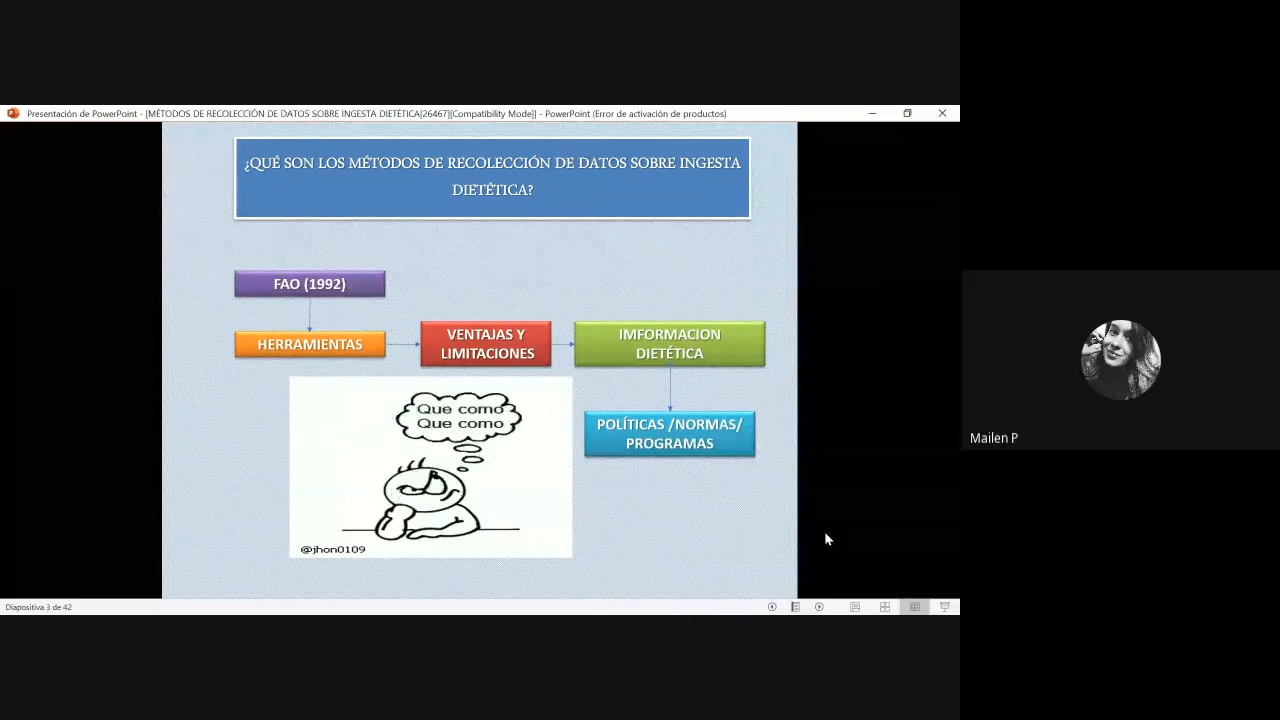 Presentación de PowerPoint - [MÉTODOS DE RECOLECCIÓN DE DATOS SOBRE INGESTA DIETÉTICA[26467][Compatibility Mode]] - PowerPoint (Error de activación de productos)
¿QUÉ SON LOS MÉTODOS DE RECOLECCIÓN DE DATOS SOBRE INGESTA
DIETÉTICA?
FAO (1992)
HERRAMIENTAS
VENTAJAS Y
LIMITACIONES
IMFORMACION
DIETÉTICA
POLÍTICAS /NORMAS/
PROGRAMAS
Que como
Que como
@jhon0109
Diapositiva 3 de 42
Mailen P